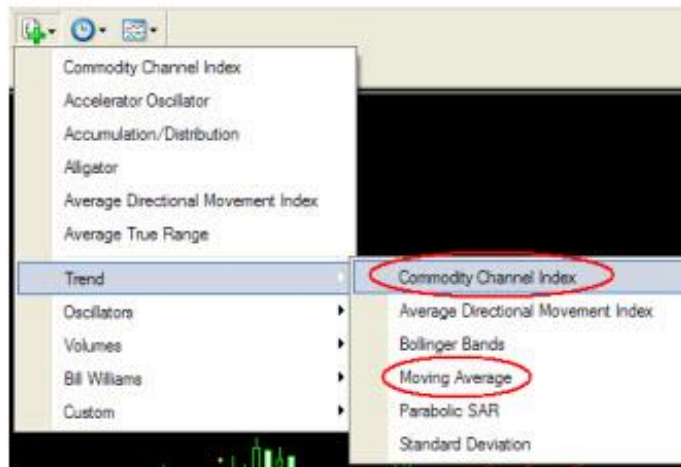 Commodity Channel Index
Accelerator Oscillator
Accumulation/Distribution
Alligator
Average Directional Movement Index
Average True Range
Trend
Oscillators
Volumes
Bill Williams
Custom
Commodity Channel Index
Average Directional Movement Index
Bollinger Bands
Moving Average
Parabolic SAR
Standard Deviation